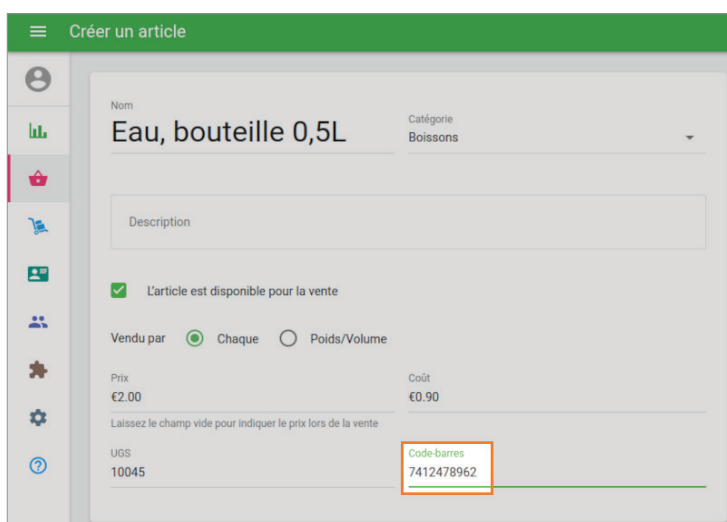 Créer un article
Nom
Eau, bouteille 0,5L
Catégorie
Boissons
Description
L'article est disponible pour la vente
Vendu par Chaque Poids/Volume
Prix
€2.00
Coût
€0.90
Laissez le champ vide pour indiquer le prix lors de la vente
UGS
10045
Code-barres
7412478962